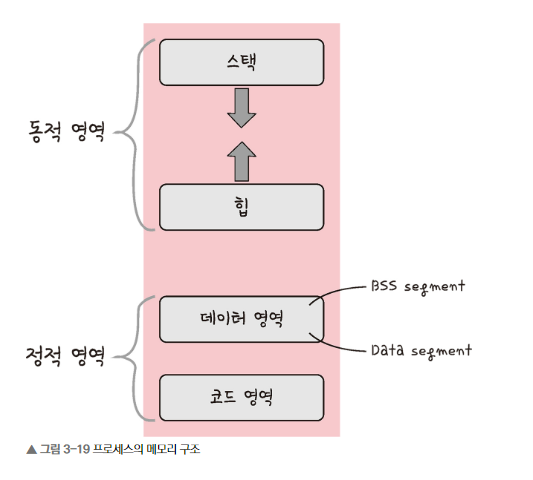 스택
동적 영역
힙
BSS segment
데이터 영역
정적 영역
Data segment
코드 영역
▲ 그림 3-19 프로세스의 메모리 구조